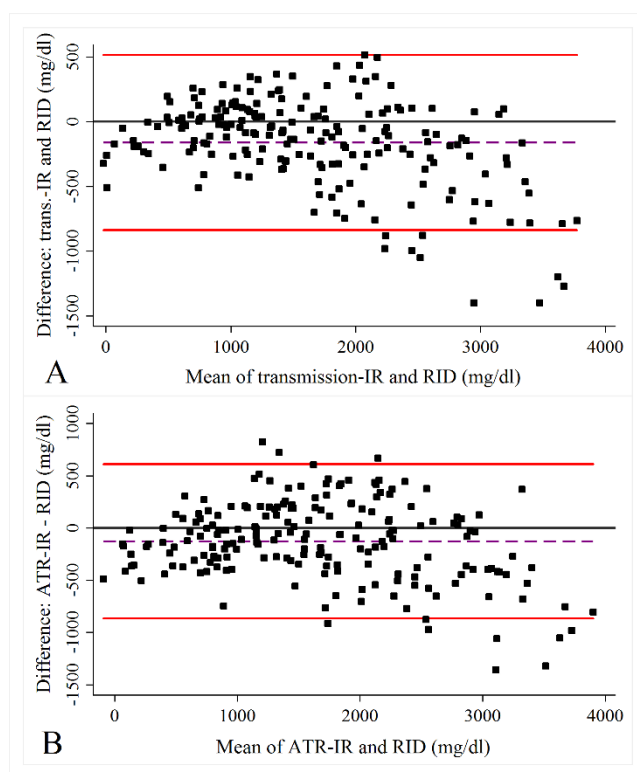 Difference: trans.-IR and RID (mg/dl)
500
0
-500
-1000
-1500
0 1000 2000 3000 4000
A
Mean of transmission-IR and RID (mg/dl)
Difference: ATR-IR - RID (mg/dl)
1000
500
0
-500
-1000
-1500
0 1000 2000 3000 4000
B
Mean of ATR-IR and RID (mg/dl)